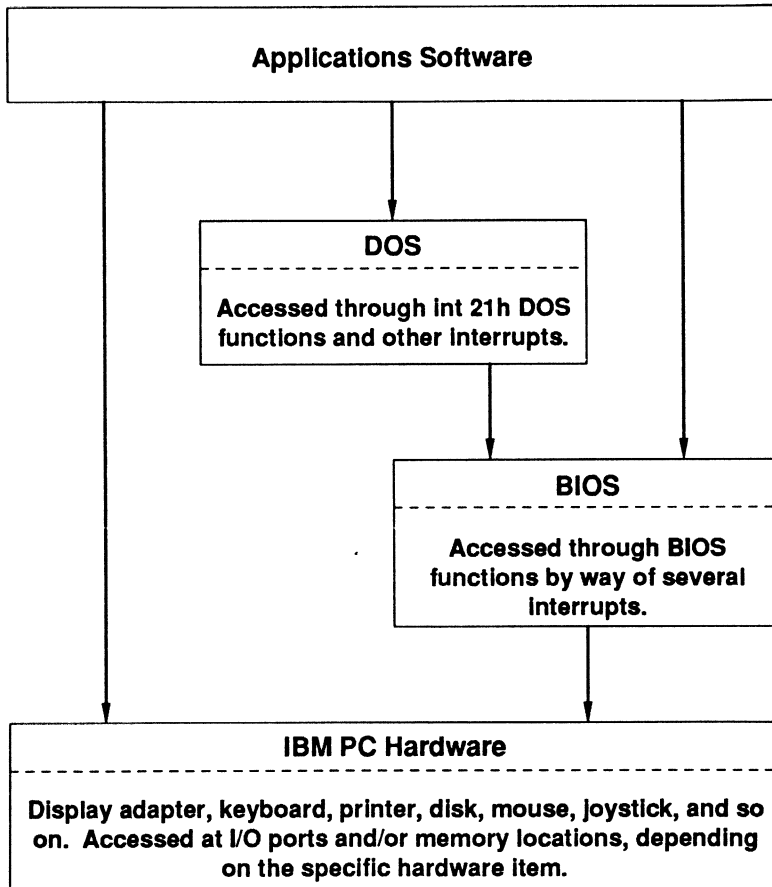 Applications Software
DOS
Accessed through int 21h DOS
functions and other interrupts.
BIOS
Accessed through BIOS
functions by way of several
interrupts.
IBM PC Hardware
Display adapter, keyboard, printer, disk, mouse, joystick, and so
on. Accessed at I/O ports and/or memory locations, depending
on the specific hardware item.